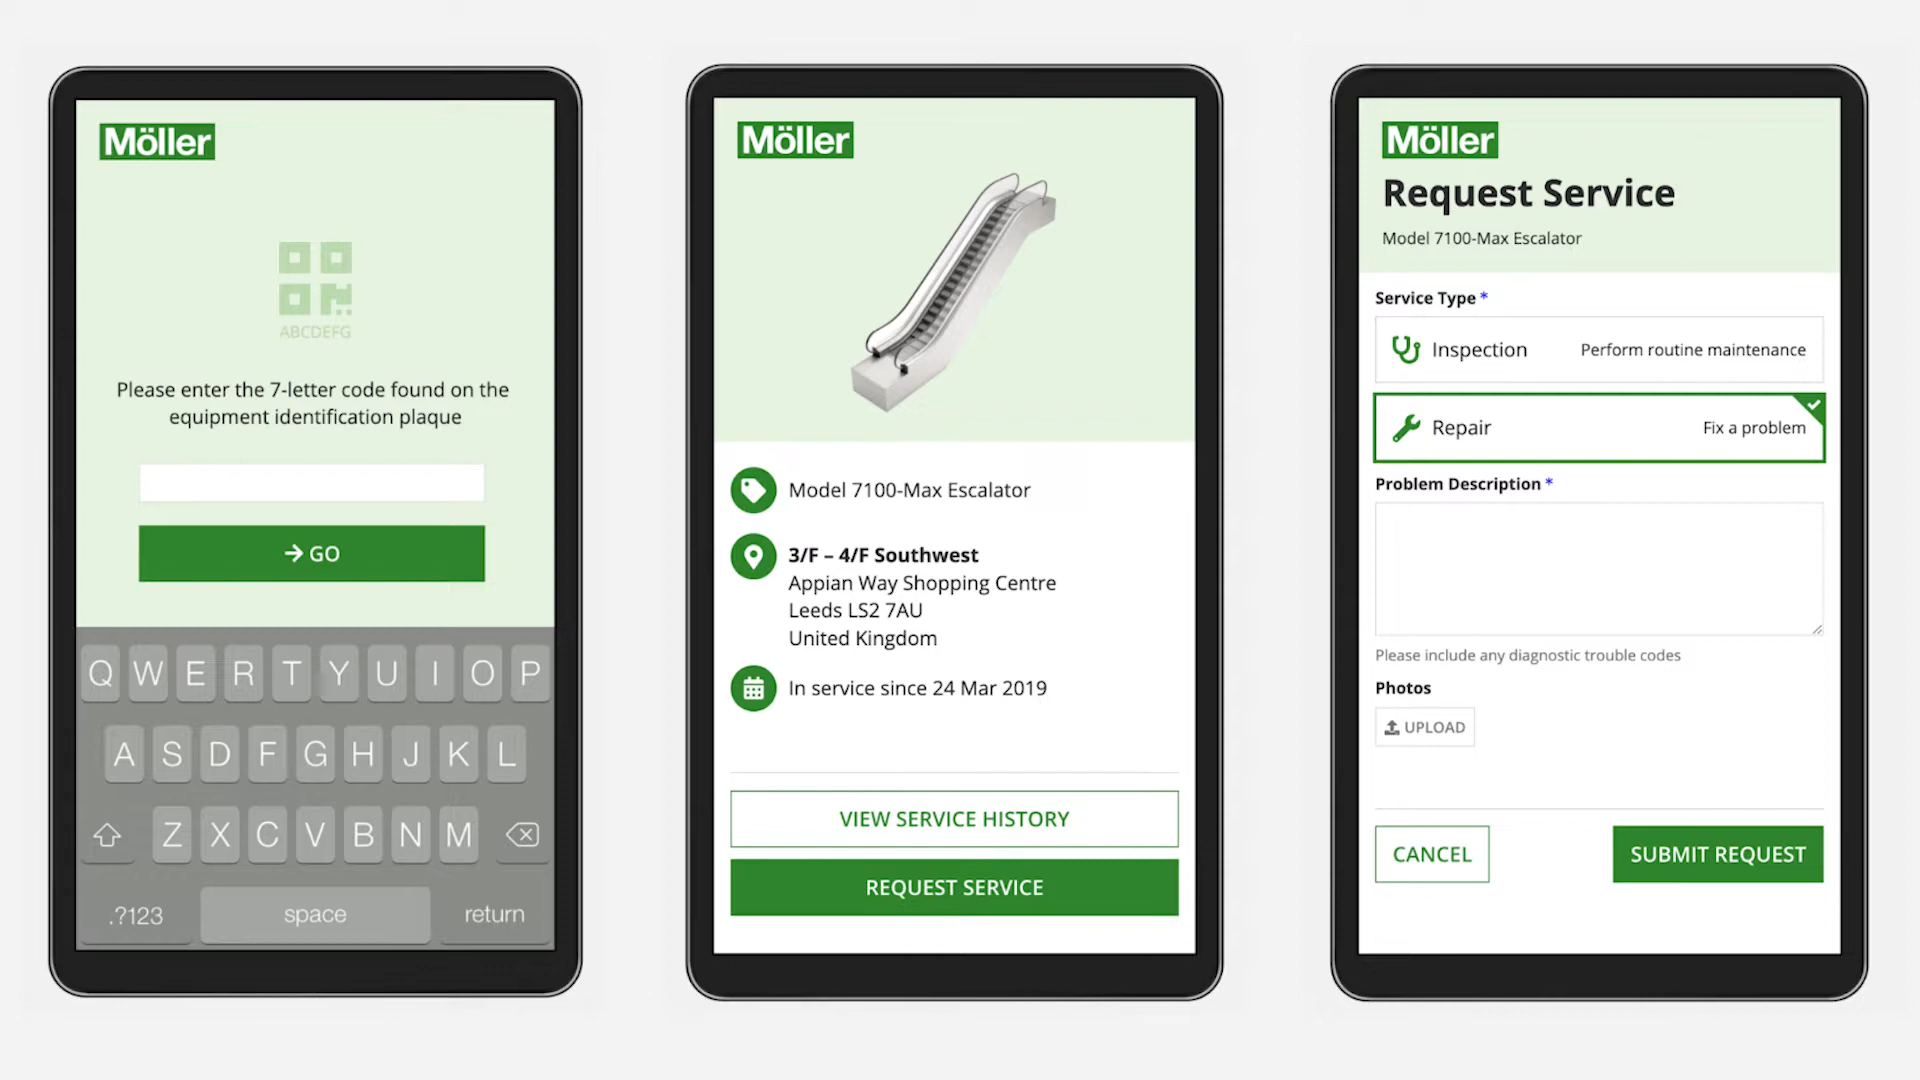 Möller
ABCDEFG
Please enter the 7-letter code found on the
equipment identification plaque
GO
Q W E R T Y U I O P
A S D F G H J K L
Z X C V B N M
.?123 space return
Möller
Model 7100-Max Escalator
3/F – 4/F Southwest
Appian Way Shopping Centre
Leeds LS2 7AU
United Kingdom
In service since 24 Mar 2019
VIEW SERVICE HISTORY
REQUEST SERVICE
Möller
Request Service
Model 7100-Max Escalator
Service Type *
Inspection Perform routine maintenance
Repair Fix a problem
Problem Description *
Please include any diagnostic trouble codes
Photos
UPLOAD
CANCEL SUBMIT REQUEST